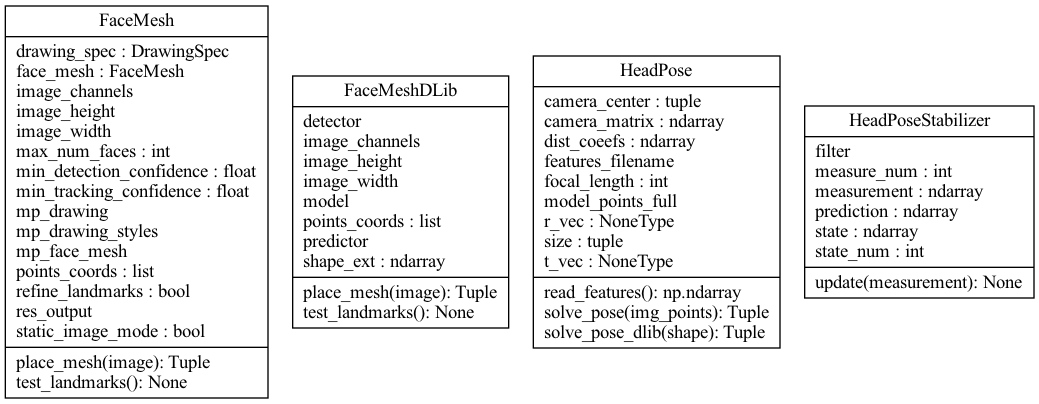 FaceMesh
drawing_spec : DrawingSpec
face_mesh : FaceMesh
image_channels
image_height
image_width
max_num_faces : int
min_detection_confidence : float
min_tracking_confidence : float
mp_drawing
mp_drawing_styles
mp_face_mesh
points_coords : list
refine_landmarks : bool
res_output
static_image_mode : bool
place_mesh(image): Tuple
test_landmarks(): None
FaceMeshDLib
detector
image_channels
image_height
image_width
model
points_coords : list
predictor
shape_ext : ndarray
place_mesh(image): Tuple
test_landmarks(): None
HeadPose
camera_center : tuple
camera_matrix : ndarray
dist_coeefs : ndarray
features_filename
focal_length : int
model_points_full
r_vec : NoneType
size : tuple
t_vec : NoneType
read_features(): np.ndarray
solve_pose(img_points): Tuple
solve_pose_dlib(shape): Tuple
HeadPoseStabilizer
filter
measure_num : int
measurement : ndarray
prediction : ndarray
state : ndarray
state_num : int
update(measurement): None